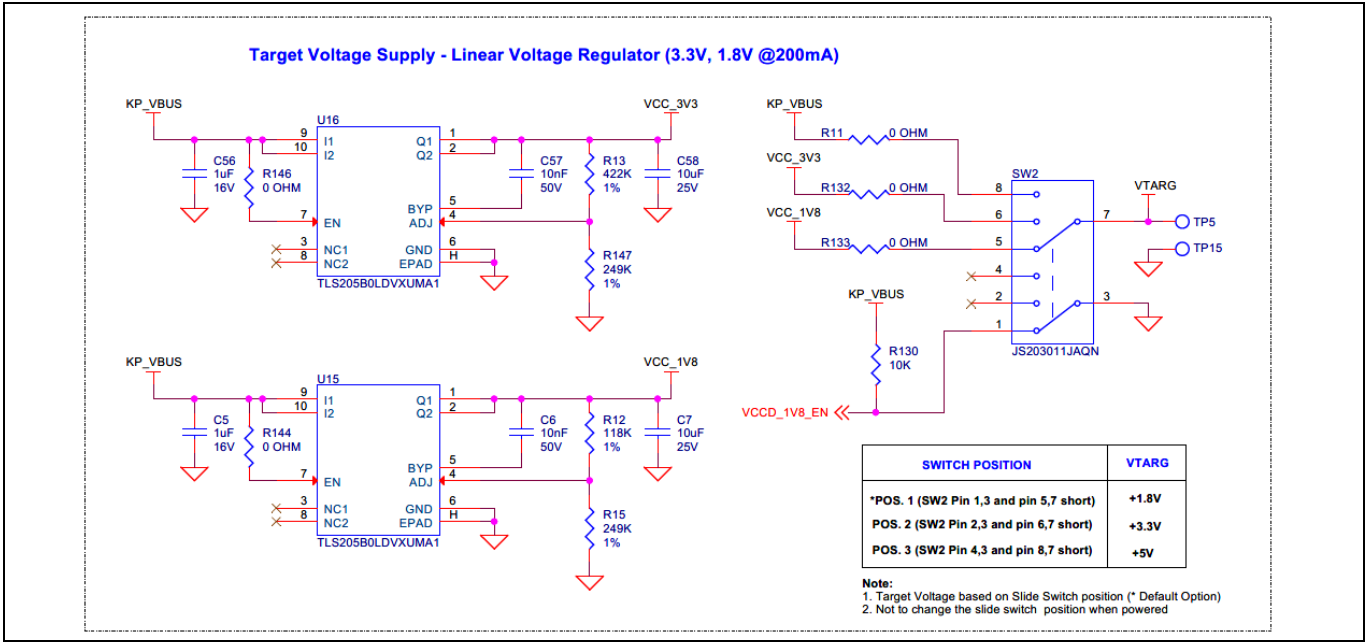 Target Voltage Supply - Linear Voltage Regulator (3.3V, 1.8V @200mA)
KP_VBUS
VCC_3V3
U16
9
10
I1
I2
Q1
Q2
1
2
C56
1uF
16V
R146
0 OHM
C57
10nF
50V
R13
422K
1%
C58
10uF
25V
7
EN
BYP
ADJ
5
4
3
8
NC1
NC2
GND
EPAD
6
H
TLS205B0LDVXUMA1
R147
249K
1%
KP_VBUS
VCC_1V8
U15
9
10
I1
I2
Q1
Q2
1
2
C5
1uF
16V
R144
0 OHM
C6
10nF
50V
R12
118K
1%
C7
10uF
25V
7
EN
BYP
ADJ
5
4
3
8
NC1
NC2
GND
EPAD
6
H
TLS205B0LDVXUMA1
R15
249K
1%
KP_VBUS
R11
0 OHM
VCC_3V3
R132
0 OHM
VCC_1V8
R133
0 OHM
SW2
8
6
5
4
2
1
7
3
VTARG
TP5
TP15
JS203011JAQN
KP_VBUS
R130
10K
VCCD_1V8_EN
SWITCH POSITION VTARG
*POS. 1 (SW2 Pin 1,3 and pin 5,7 short) +1.8V
POS. 2 (SW2 Pin 2,3 and pin 6,7 short) +3.3V
POS. 3 (SW2 Pin 4,3 and pin 8,7 short) +5V
Note:
1. Target Voltage based on Slide Switch position (* Default Option)
2. Not to change the slide switch position when powered